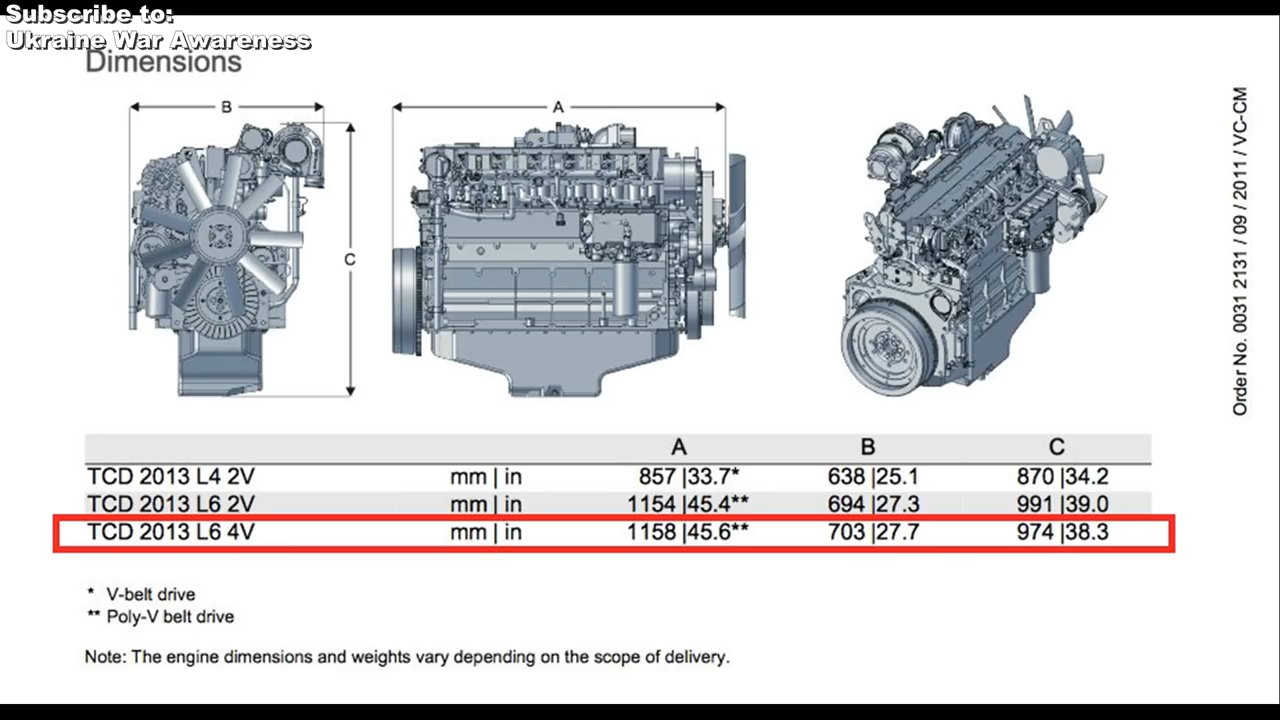 Subscribe to:
Ukraine War Awareness
Dimensions
B
A
C
Order No. 0031 2131 / 09 / 2011 / VC-CM
A B C
TCD 2013 L4 2V mm | in 857 |33.7* 638 |25.1 870 |34.2
TCD 2013 L6 2V mm | in 1154 |45.4** 694 |27.3 991 |39.0
TCD 2013 L6 4V mm | in 1158 |45.6** 703 |27.7 974 |38.3
* V-belt drive
** Poly-V belt drive
Note: The engine dimensions and weights vary depending on the scope of delivery.